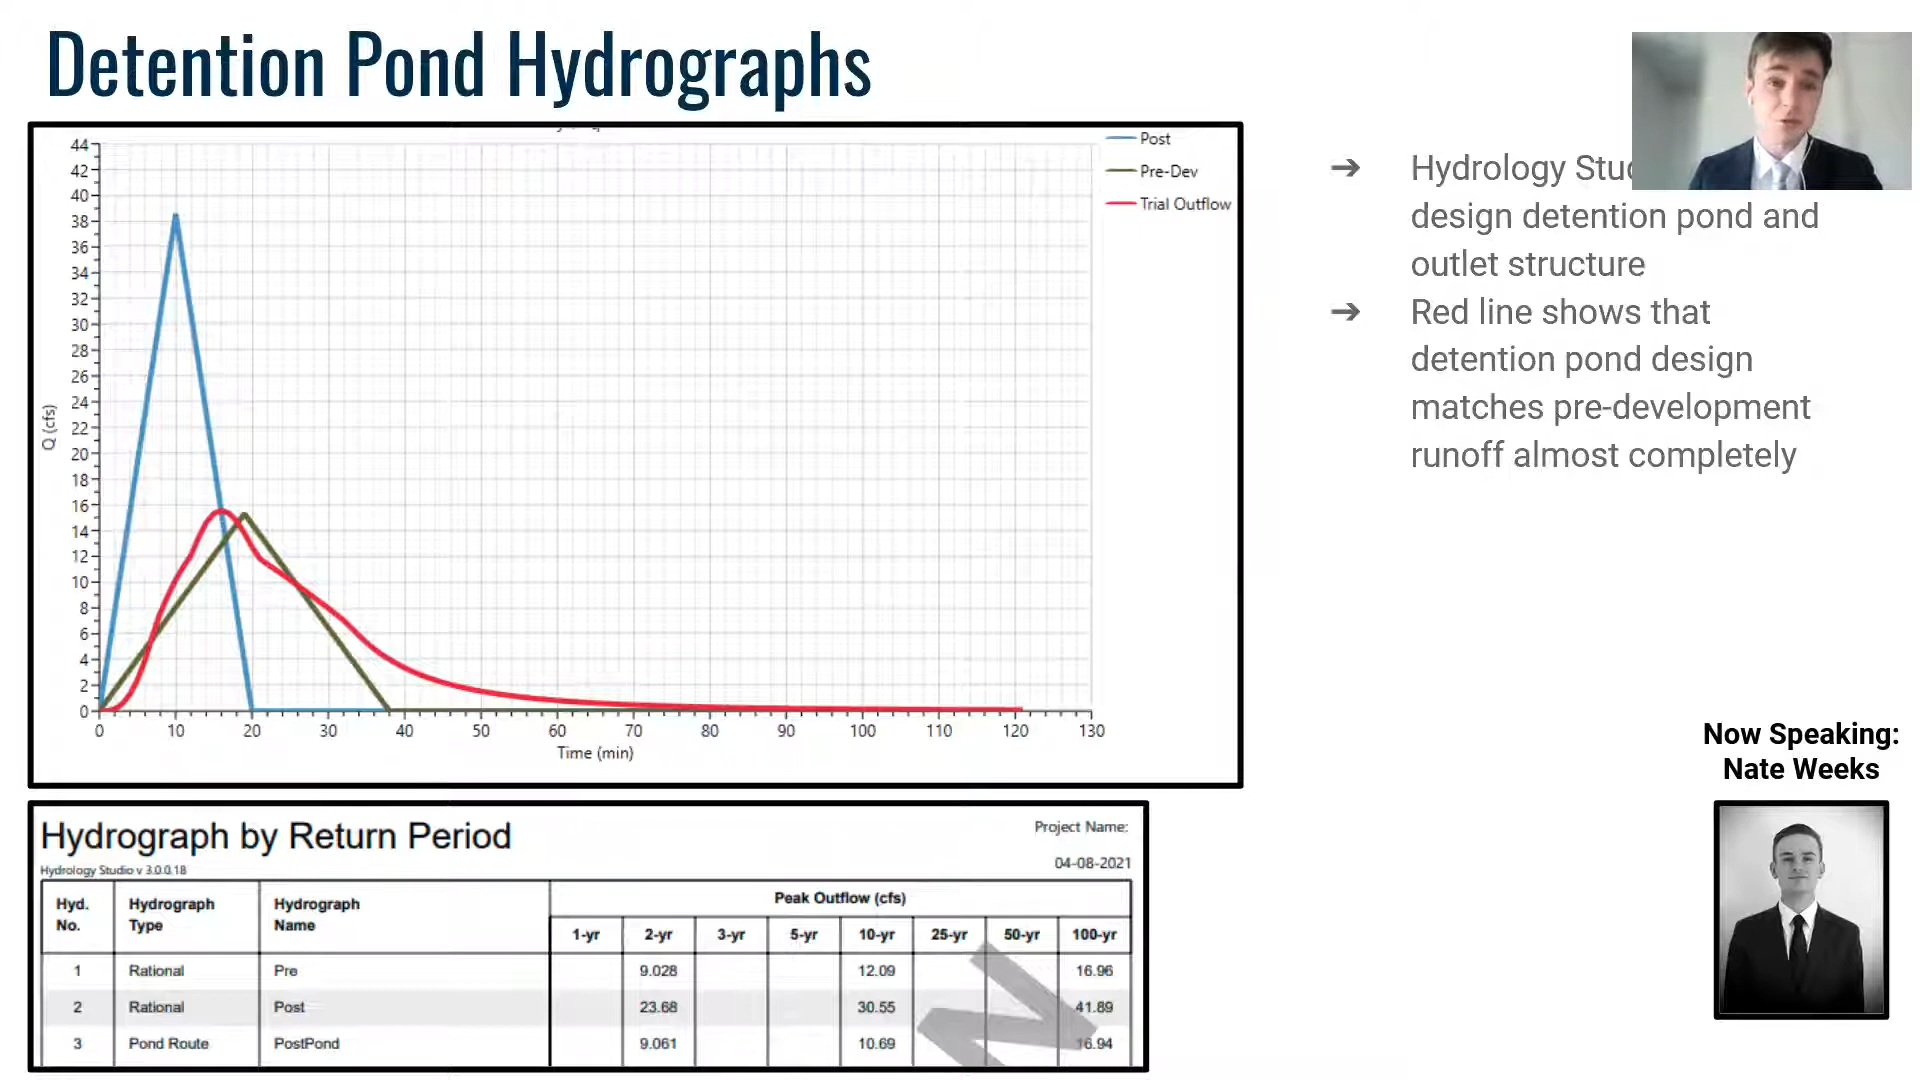 Detention Pond Hydrographs
44
42
40
38
36
34
32
30
28
26
24
22
20
18
16
14
12
10
8
6
4
2
0
Q (cfs)
0 10 20 30 40 50 60 70 80 90 100 110 120 130
Time (min)
Post
Pre-Dev
Trial Outflow
➔ Hydrology
design detention pond and
outlet structure
➔ Red line shows that
detention pond design
matches pre-development
runoff almost completely
Now Speaking:
Nate Weeks
Hydrograph by Return Period
Project Name:
Hydrology Studio v 3.0.0.18
04-08-2021
Hyd. No. Hydrograph Type Hydrograph Name Peak Outflow (cfs)
1-yr 2-yr 3-yr 5-yr 10-yr 25-yr 50-yr 100-yr
1 Rational Pre 9.028 12.09 16.96
2 Rational Post 23.68 30.55 41.89
3 Pond Route PostPond 9.061 10.69 16.94